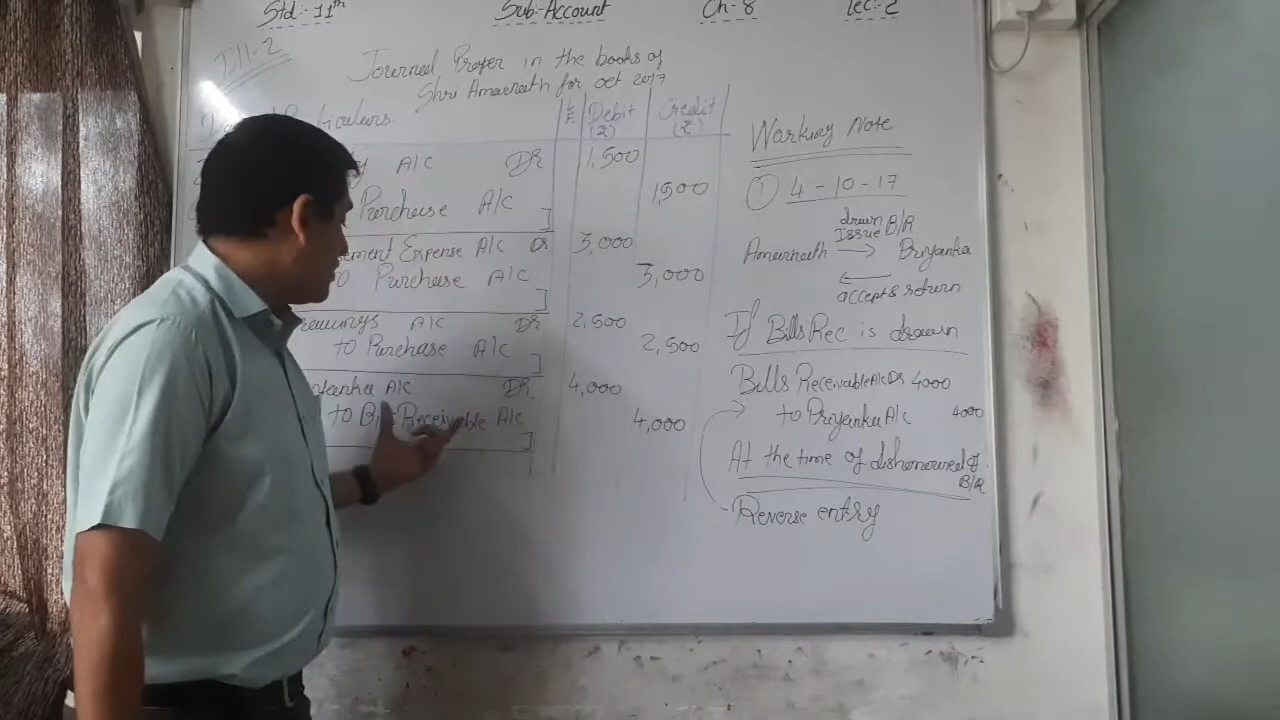 Std:- 11th Sub:- Account Ch-8 Lec:-2
Ill-2
Journal Proper in the books of
Shri Amarnath for oct 2017
Debit (₹) Credit (₹)
A/c Dr 1,500
Purchase A/c 1,500
Expense A/c Dr 3,000
Purchase A/c 3,000
A/c Dr 2,500
to Purchase A/c 2,500
A/c Dr 4,000
to Receivable A/c 4,000
Working Note
① 4-10-17
drawn
Issue B/R
Amarnath → Priyanka
←
accept & return
If Bills Rec is drawn
Bills Receivable A/c Dr 4000
to Priyanka A/c 4000
At the time of dishonoured of
B/R
- Reverse entry